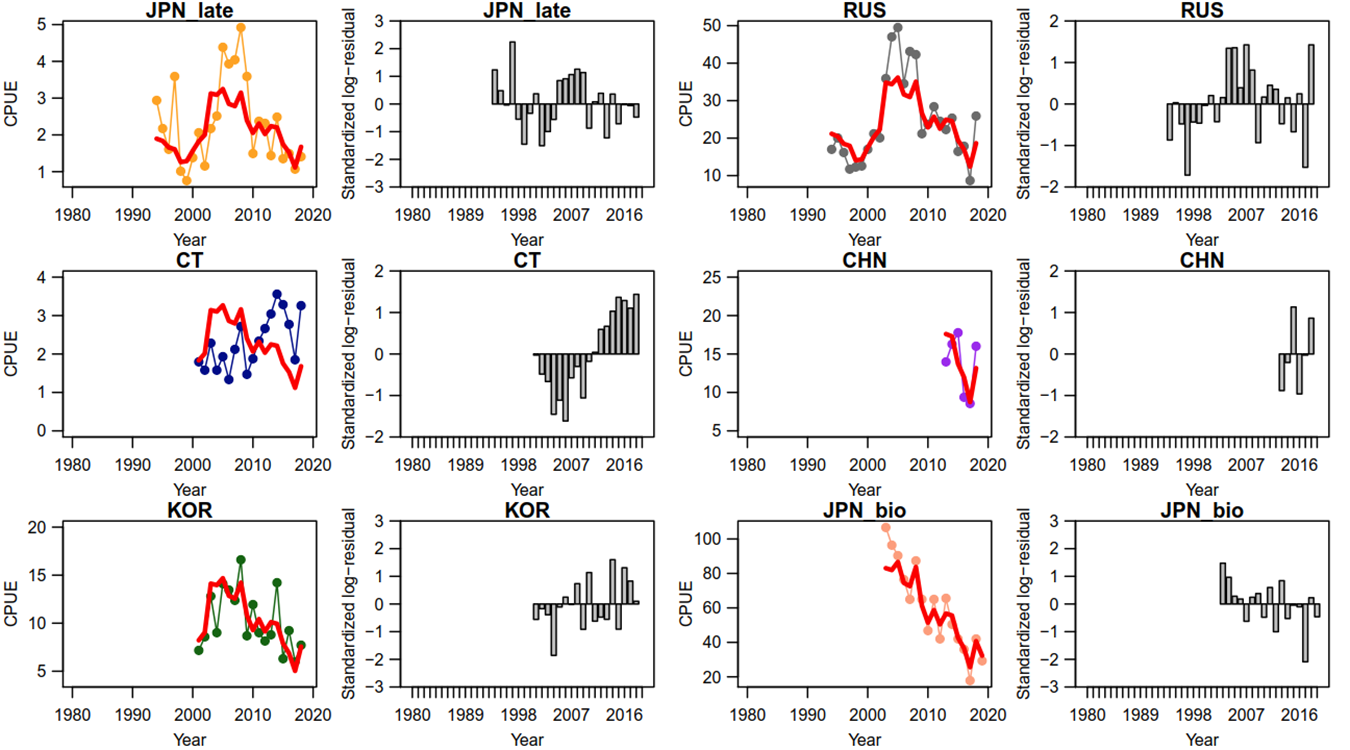 JPN_late
JPN_late
RUS
RUS
CPUE
5
4
3
2
1
Standardized log−residual
3
2
1
0
−1
−2
−3
CPUE
50
40
30
20
10
Standardized log−residual
2
1
0
−1
−2
1980 1990 2000 2010 2020
1980 1989 1998 2007 2016
1980 1990 2000 2010 2020
1980 1989 1998 2007 2016
Year
Year
Year
Year
CT
CT
CHN
CHN
CPUE
4
3
2
1
0
Standardized log−residual
2
1
0
−1
−2
CPUE
25
20
15
10
5
Standardized log−residual
2
1
0
−1
−2
1980 1990 2000 2010 2020
1980 1989 1998 2007 2016
1980 1990 2000 2010 2020
1980 1989 1998 2007 2016
Year
Year
Year
Year
KOR
KOR
JPN_bio
JPN_bio
CPUE
20
15
10
5
Standardized log−residual
3
2
1
0
−1
−2
−3
CPUE
100
80
60
40
20
Standardized log−residual
3
2
1
0
−1
−2
−3
1980 1990 2000 2010 2020
1980 1989 1998 2007 2016
1980 1990 2000 2010 2020
1980 1989 1998 2007 2016
Year
Year
Year
Year